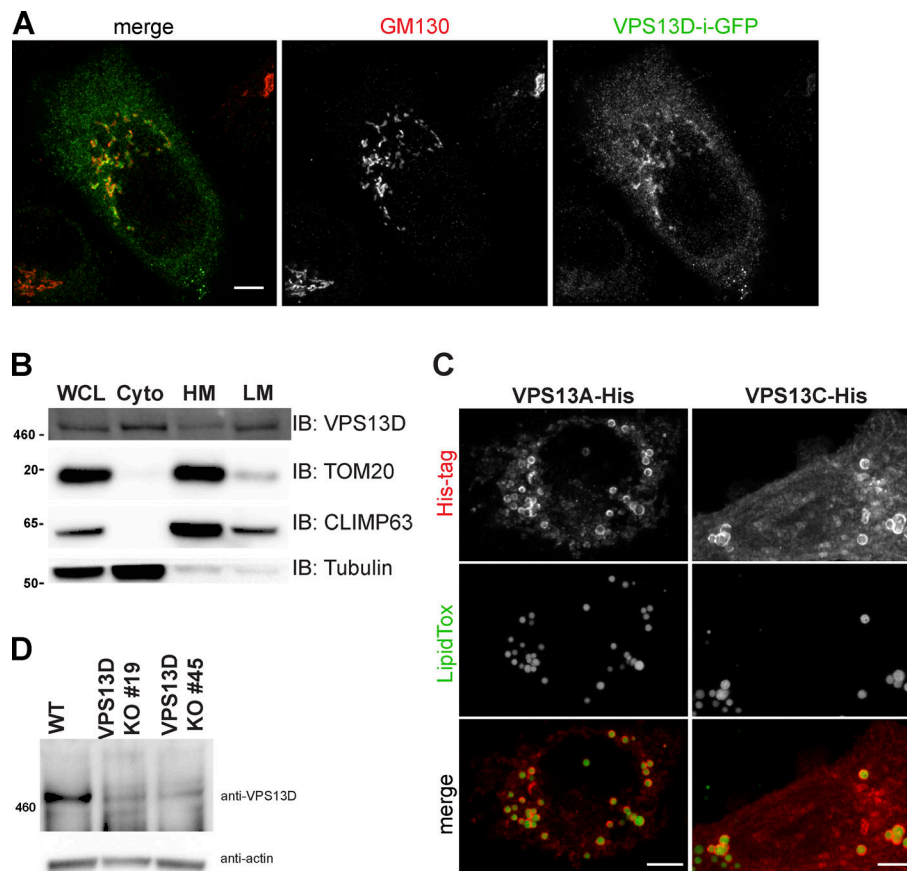 A
merge
GM130
VPS13D-i-GFP
B
WCL Cyto HM LM
460 -
IB: VPS13D
20-
IB: TOM20
65-
IB: CLIMP63
50-
IB: Tubulin
C
VPS13A-His
VPS13C-His
His-tag
LipidTox
merge
D
WT
VPS13D
KO #19
VPS13D
KO #45
460
anti-VPS13D
anti-actin